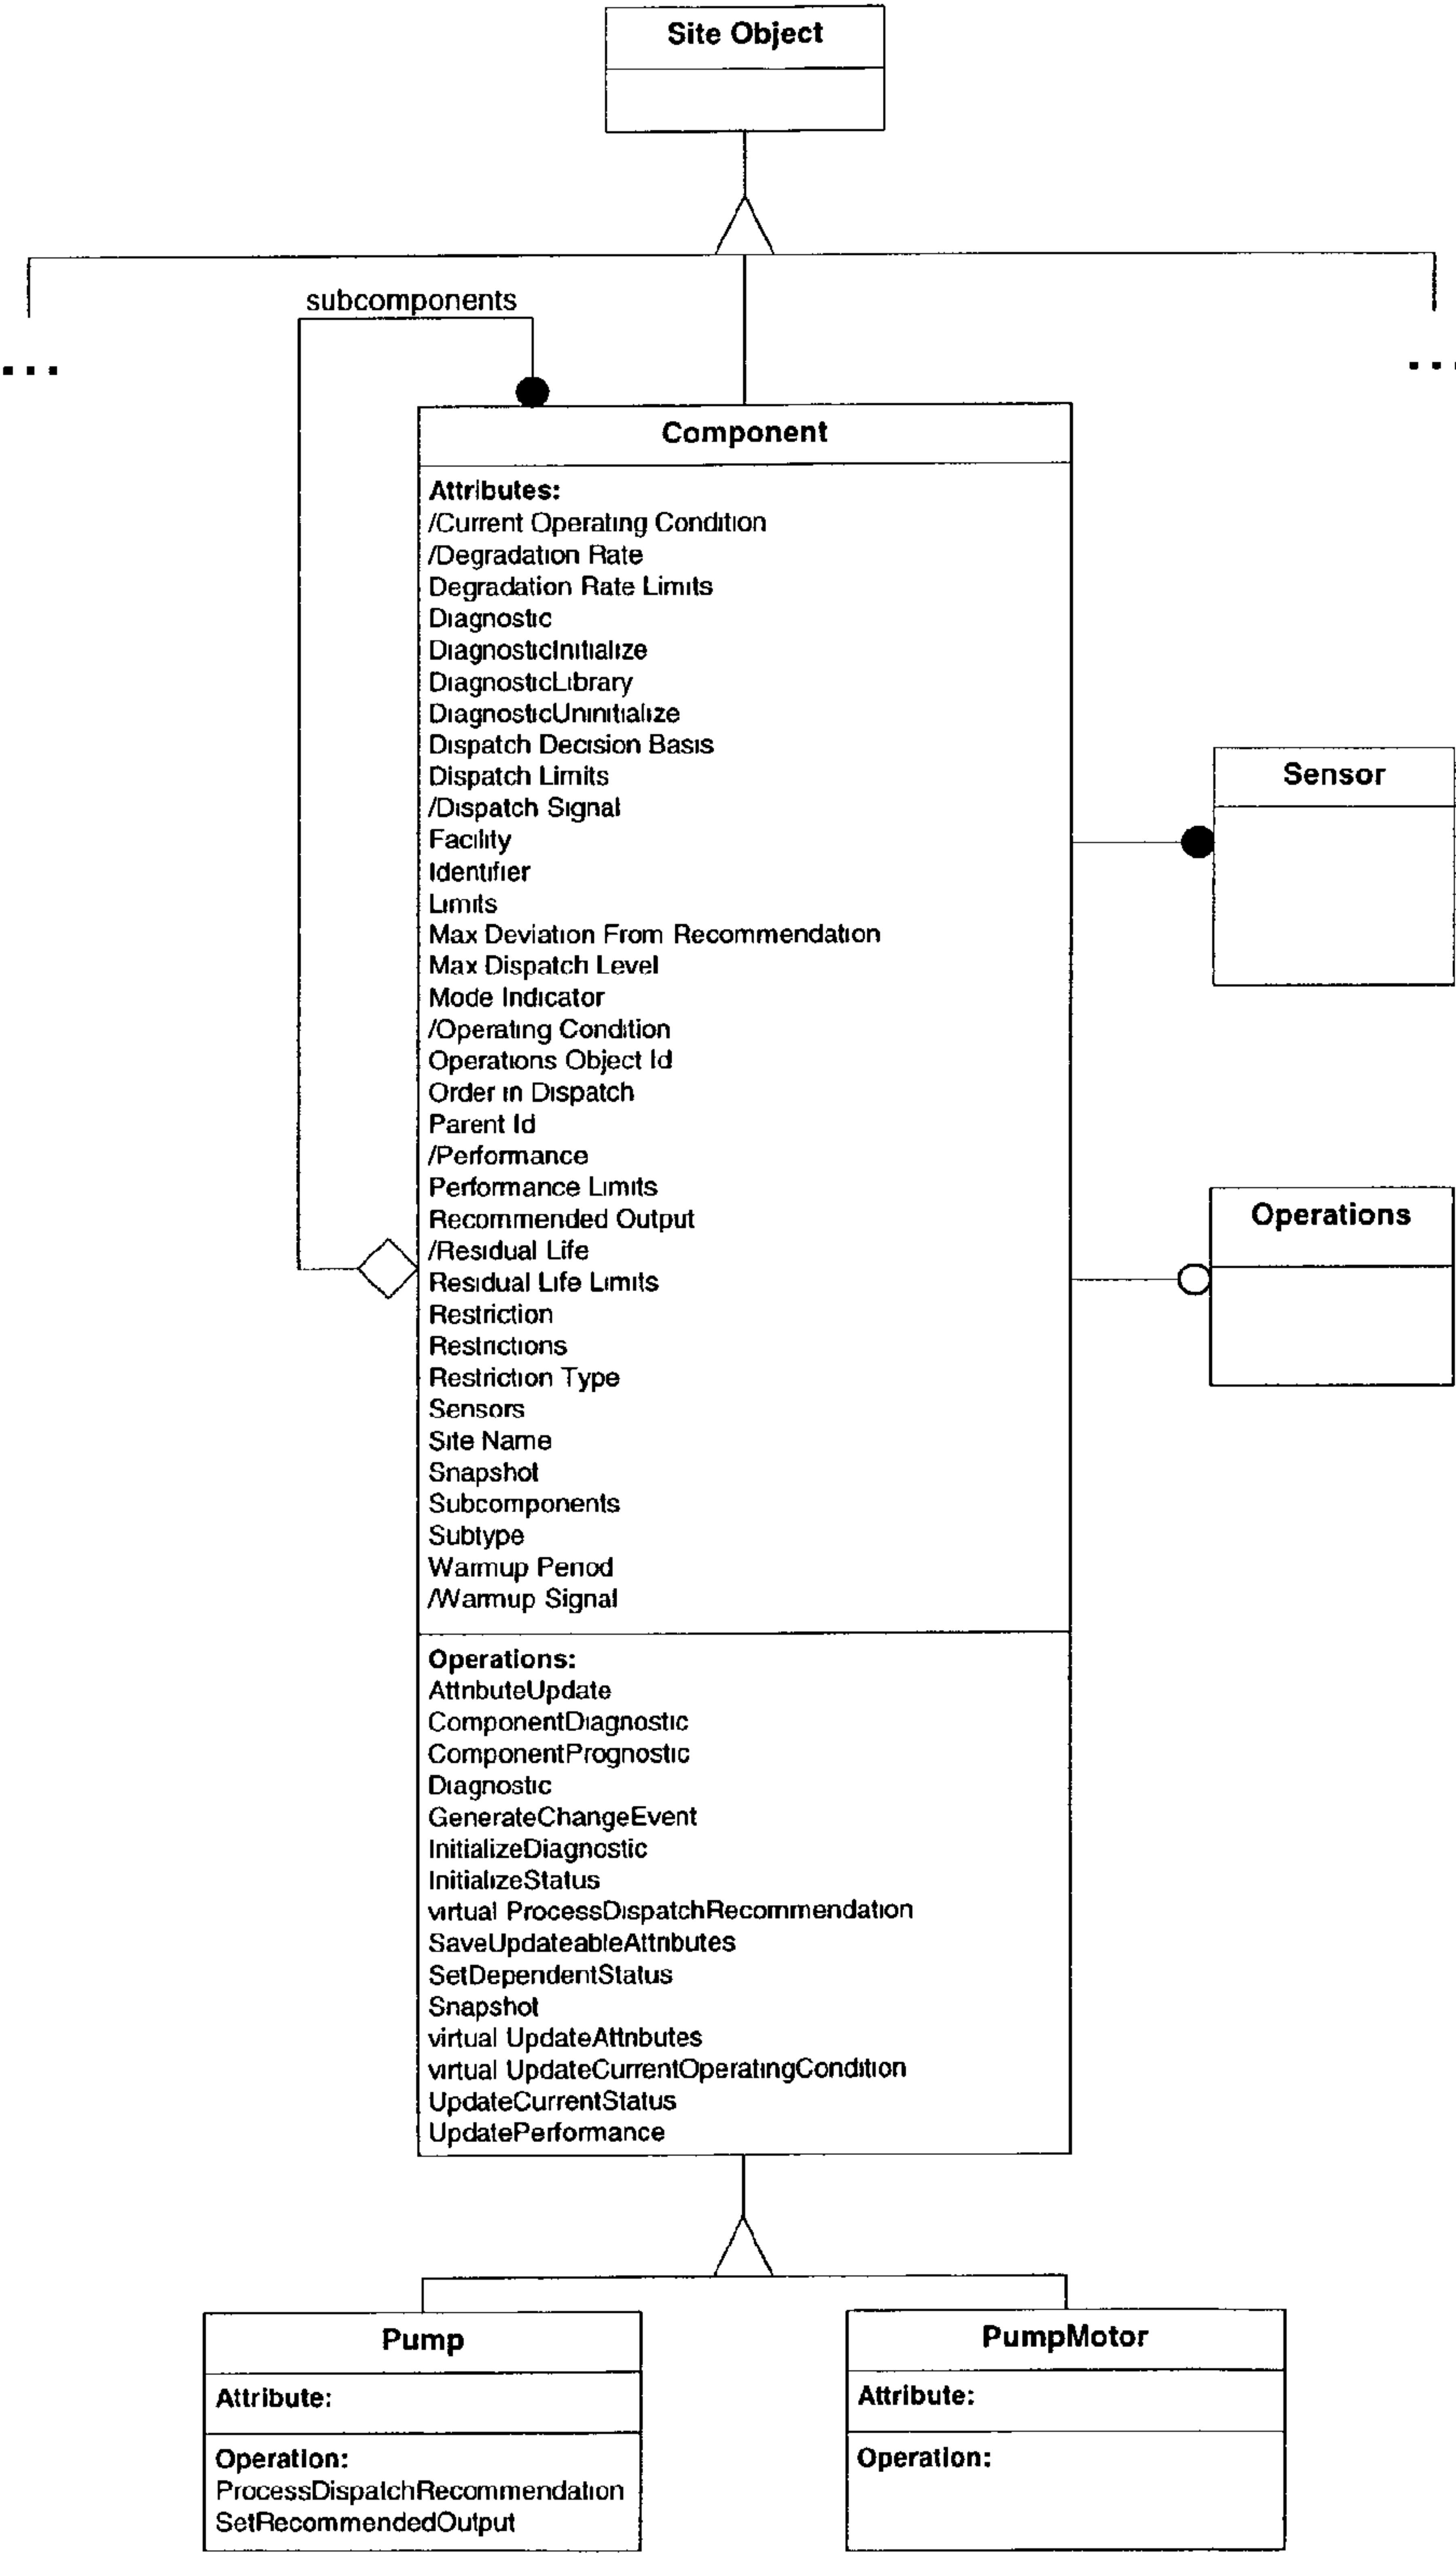 Site Object
subcomponents
...
...
Component
Attributes:
/Current Operating Condition
/Degradation Rate
Degradation Rate Limits
Diagnostic
DiagnosticInitialize
DiagnosticLibrary
DiagnosticUninitialize
Dispatch Decision Basis
Dispatch Limits
/Dispatch Signal
Facility
Identifier
Limits
Max Deviation From Recommendation
Max Dispatch Level
Mode Indicator
/Operating Condition
Operations Object Id
Order in Dispatch
Parent Id
/Performance
Performance Limits
Recommended Output
/Residual Life
Residual Life Limits
Restriction
Restrictions
Restriction Type
Sensors
Site Name
Snapshot
Subcomponents
Subtype
Warmup Period
/Warmup Signal
Operations:
AttributeUpdate
ComponentDiagnostic
ComponentPrognostic
Diagnostic
GenerateChangeEvent
InitializeDiagnostic
InitializeStatus
virtual ProcessDispatchRecommendation
SaveUpdateableAttributes
SetDependentStatus
Snapshot
virtual UpdateAttributes
virtual UpdateCurrentOperatingCondition
UpdateCurrentStatus
UpdatePerformance
Sensor
Operations
Pump
Attribute:
Operation:
ProcessDispatchRecommendation
SetRecommendedOutput
PumpMotor
Attribute:
Operation: